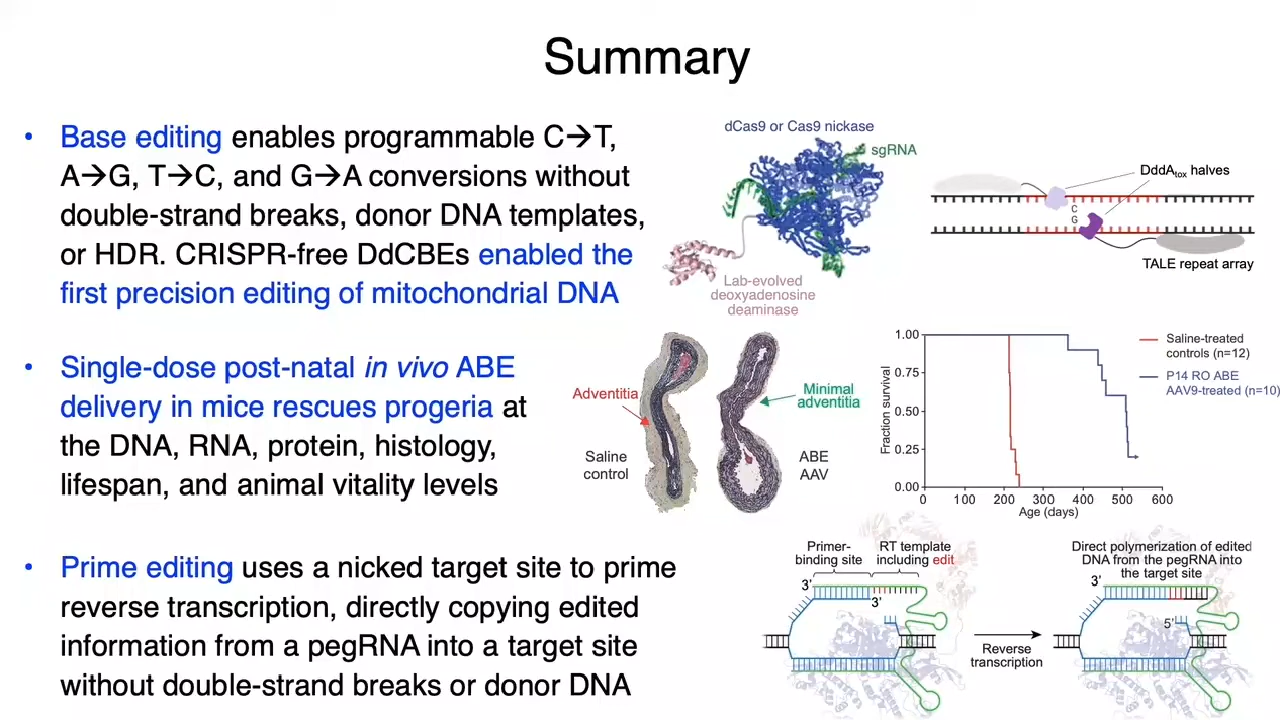 Summary
• Base editing enables programmable C→T,
A→G, T→C, and G→A conversions without
double-strand breaks, donor DNA templates,
or HDR. CRISPR-free DdCBEs enabled the
first precision editing of mitochondrial DNA
dCas9 or Cas9 nickase
sgRNA
Lab-evolved
deoxyadenosine
deaminase
DddAtox halves
C
G
TALE repeat array
• Single-dose post-natal in vivo ABE
delivery in mice rescues progeria at
the DNA, RNA, protein, histology,
lifespan, and animal vitality levels
Adventitia
Saline
control
Minimal
adventitia
ABE
AAV
Fraction survival
1.00
0.75
0.50
0.25
0.00
0 100 200 300 400 500 600
Age (days)
Saline-treated
controls (n=12)
P14 RO ABE
AAV9-treated (n=10)
• Prime editing uses a nicked target site to prime
reverse transcription, directly copying edited
information from a pegRNA into a target site
without double-strand breaks or donor DNA
Primer-
binding site
RT template
including edit
3'
3'
Reverse
transcription
Direct polymerization of edited
DNA from the pegRNA into
the target site
3'
5'